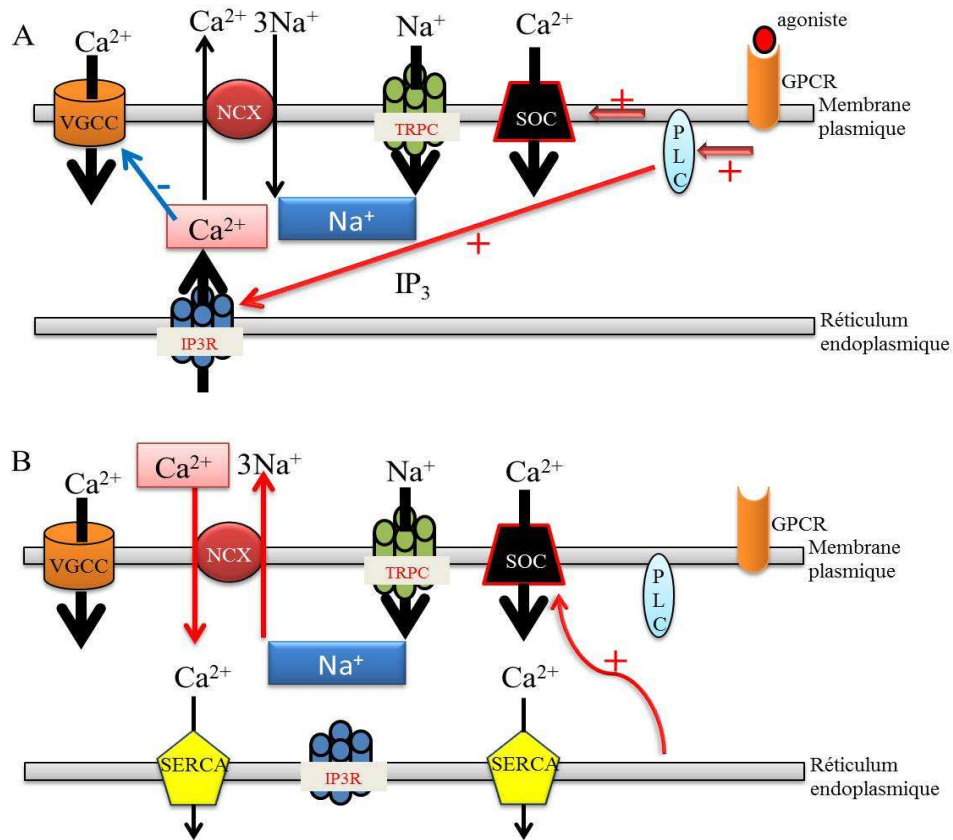 A
Ca²⁺ 3Na⁺
agoniste
Ca²⁺
Na⁺
Ca²⁺
GPCR
VGCC
NCX
TRPC
SOC
+
Membrane
plasmique
PLC
+
-
Ca²⁺
Na⁺
+
IP₃
IP3R
Réticulum
endoplasmique
B
Ca²⁺
3Na⁺
Ca²⁺
Na⁺
Ca²⁺
GPCR
VGCC
NCX
TRPC
SOC
Membrane
plasmique
PLC
Na⁺
+
Ca²⁺
Ca²⁺
SERCA
IP3R
SERCA
Réticulum
endoplasmique